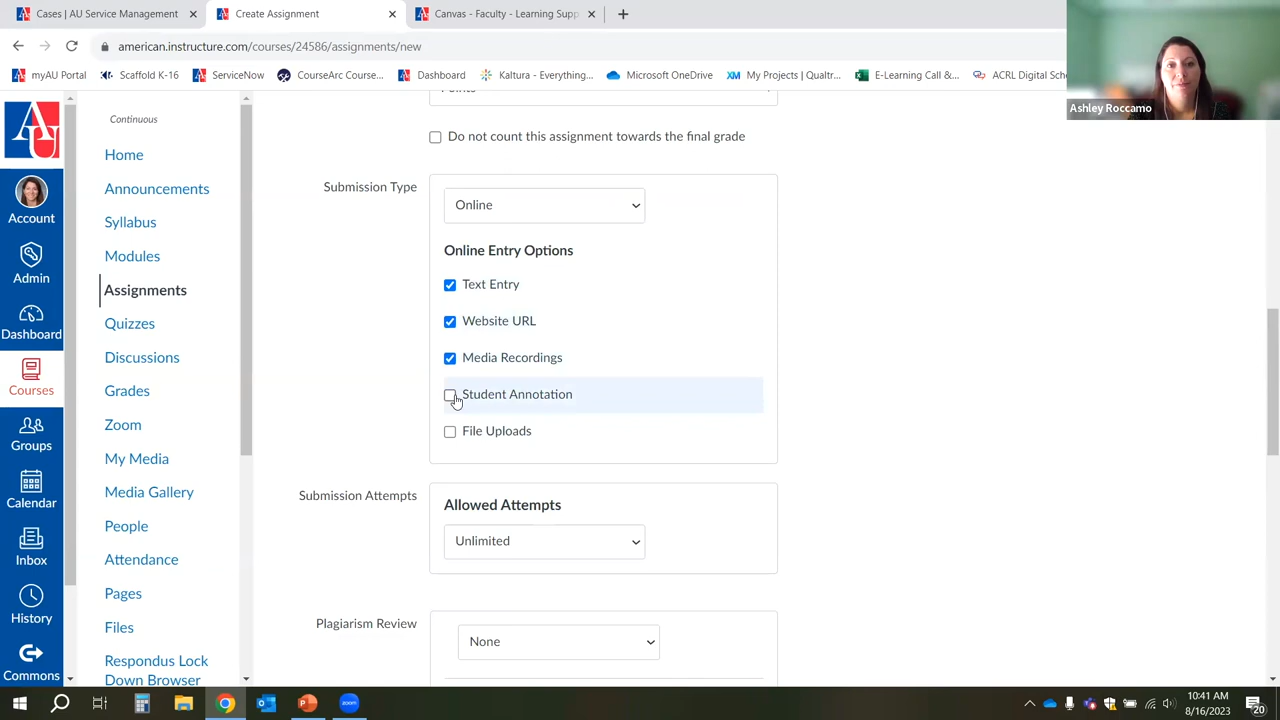 Cases | AU Service Management
Create Assignment
Canvas - Faculty - Learning Supp
american.instructure.com/courses/24586/assignments/new
myAU Portal
Scaffold K-16
ServiceNow
CourseArc Course...
Dashboard
Kaltura - Everything...
Microsoft OneDrive
My Projects | Qualtr...
E-Learning Call &...
ACRL Digital Sch
Ashley Roccamo
AU
Account
Admin
Dashboard
Courses
Groups
Calendar
Inbox
History
Commons
Continuous
Home
Announcements
Syllabus
Modules
Assignments
Quizzes
Discussions
Grades
Zoom
My Media
Media Gallery
People
Attendance
Pages
Files
Respondus Lock
Down Browser
Do not count this assignment towards the final grade
Submission Type
Online
Online Entry Options
Text Entry
Website URL
Media Recordings
Student Annotation
File Uploads
Submission Attempts
Allowed Attempts
Unlimited
Plagiarism Review
None
zoom
10:41 AM
8/16/2023
20